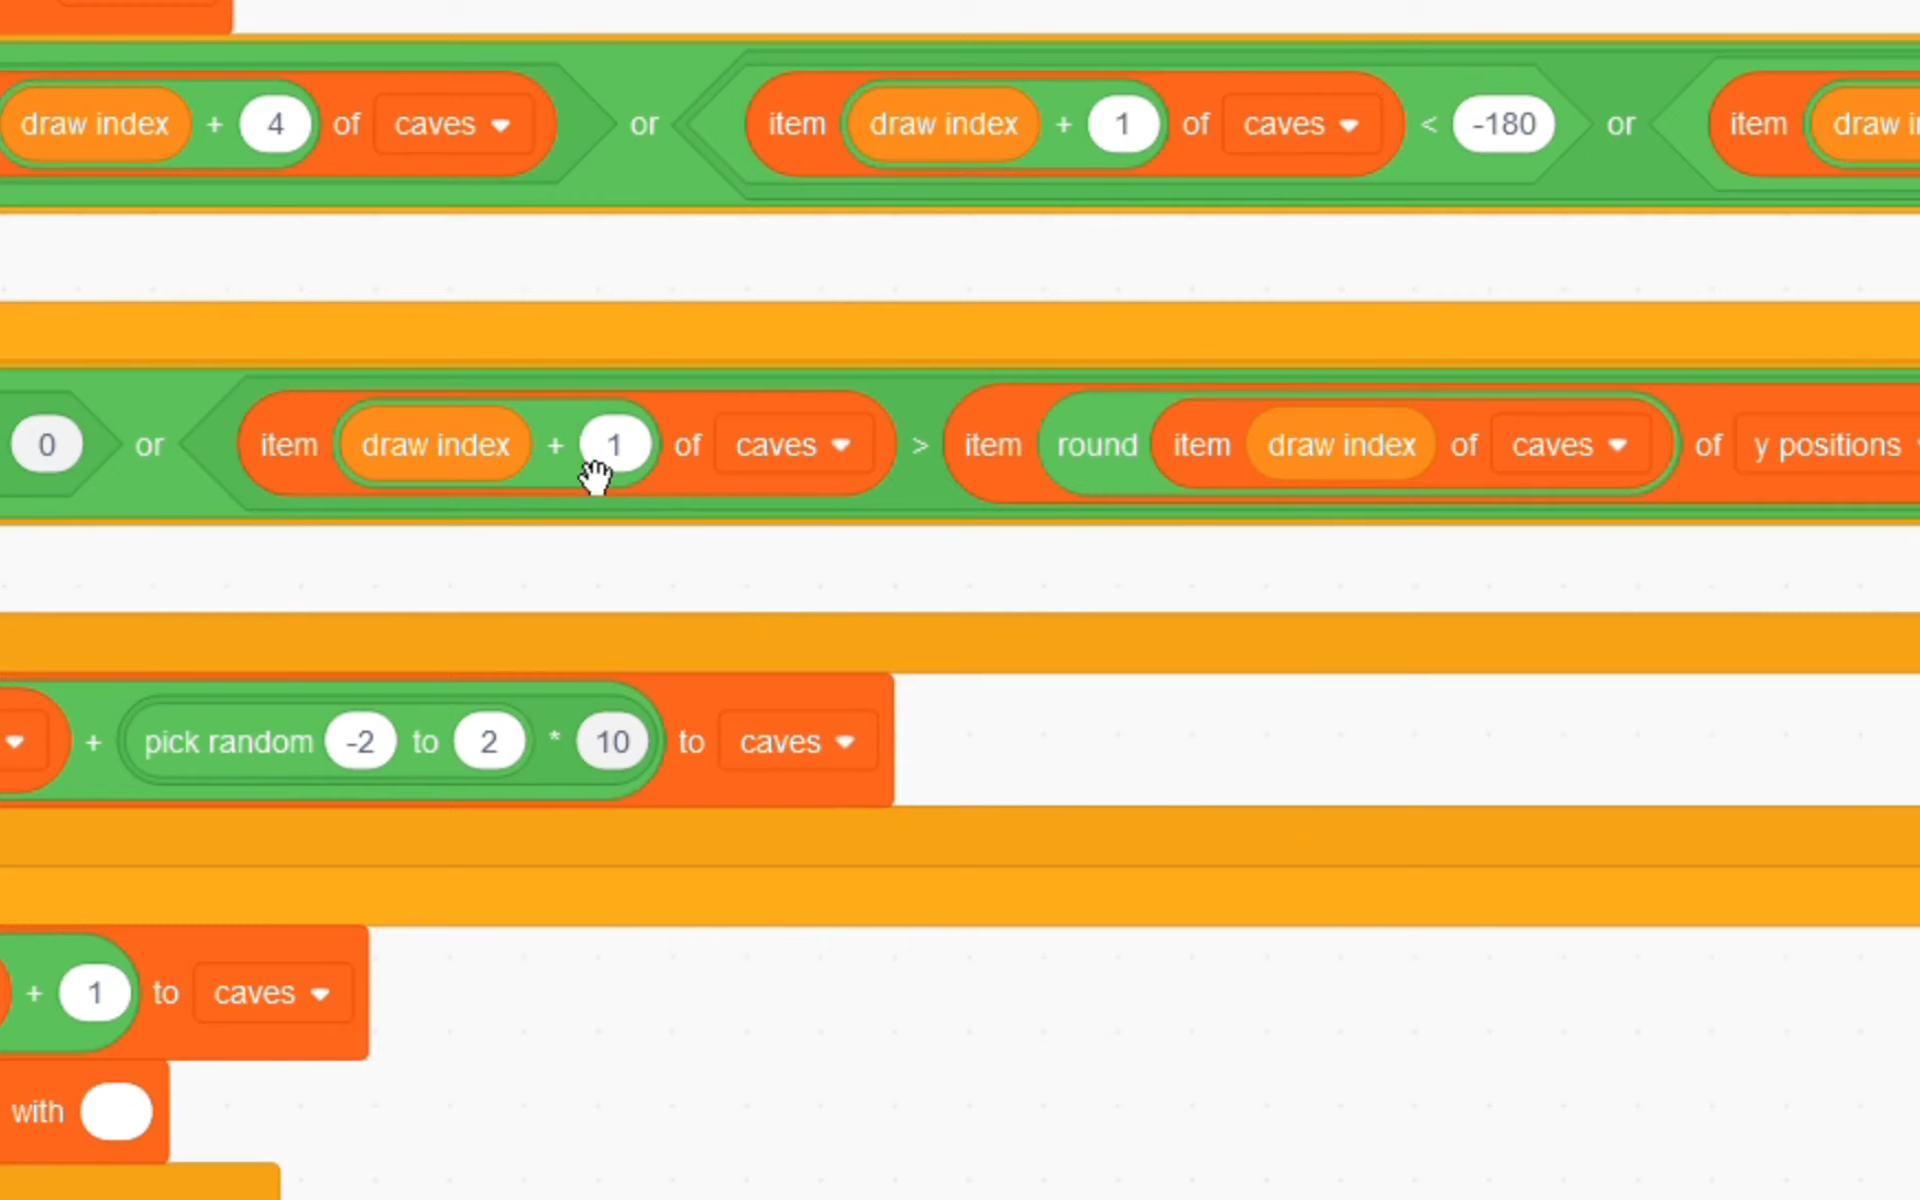 draw index + 4 of caves or item draw index + 1 of caves < -180 or item draw i
0 or item draw index + 1 of caves > item round item draw index of caves of y positions
+ pick random -2 to 2 * 10 to caves
+ 1 to caves
with